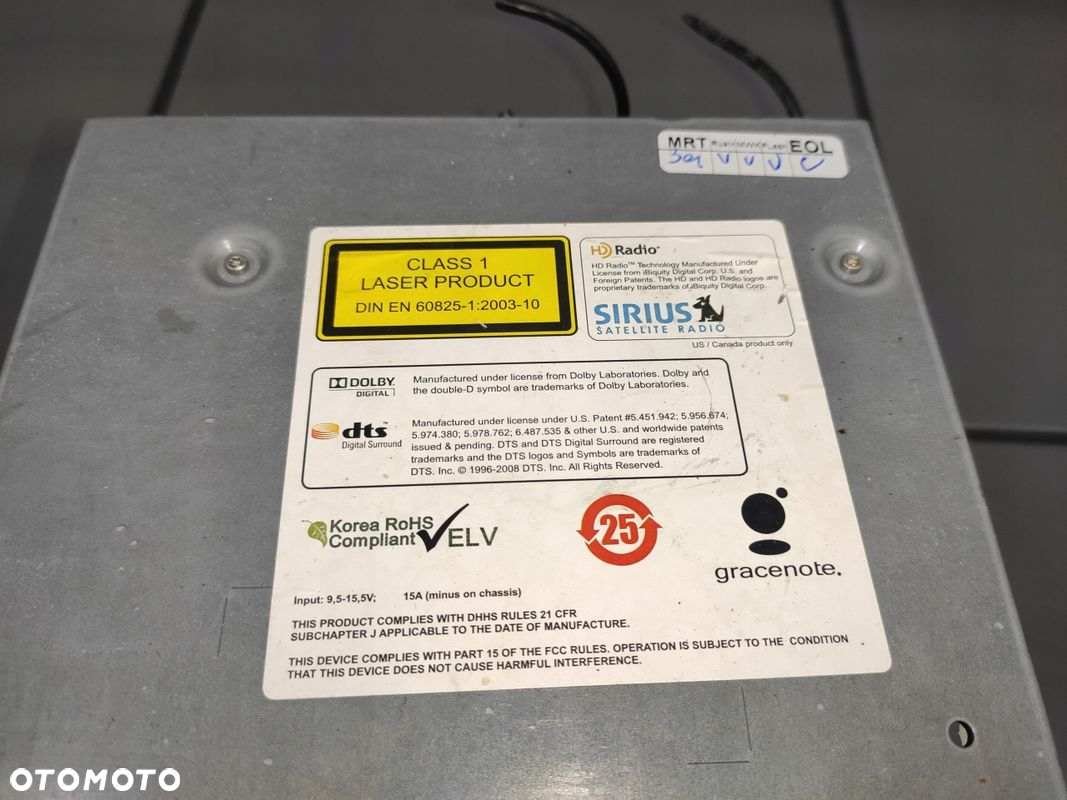 MRT EOL
CLASS 1
LASER PRODUCT
DIN EN 60825-1:2003-10
HD Radio®
HD Radio™ Technology Manufactured Under
License from iBiquity Digital Corp. U.S. and
Foreign Patents. The HD and HD Radio logos are
proprietary trademarks of iBiquity Digital Corp.
SIRIUS
SATELLITE RADIO
US / Canada product only
DOLBY
DIGITAL
Manufactured under license from Dolby Laboratories. Dolby and
the double-D symbol are trademarks of Dolby Laboratories.
dts™
Digital Surround
Manufactured under license under U.S. Patent #5.451.942; 5.956.674;
5.974.380; 5.978.762; 6.487.535 & other U.S. and worldwide patents
issued & pending. DTS and DTS Digital Surround are registered
trademarks and the DTS logos and Symbols are trademarks of
DTS. Inc. © 1996-2008 DTS. Inc. All Rights Reserved.
Korea RoHS
Compliant
ELV
25
gracenote.
Input: 9,5-15,5V; 15A (minus on chassis)
THIS PRODUCT COMPLIES WITH DHHS RULES 21 CFR
SUBCHAPTER J APPLICABLE TO THE DATE OF MANUFACTURE.
THIS DEVICE COMPLIES WITH PART 15 OF THE FCC RULES. OPERATION IS SUBJECT TO THE CONDITION
THAT THIS DEVICE DOES NOT CAUSE HARMFUL INTERFERENCE.
OTOMOTO